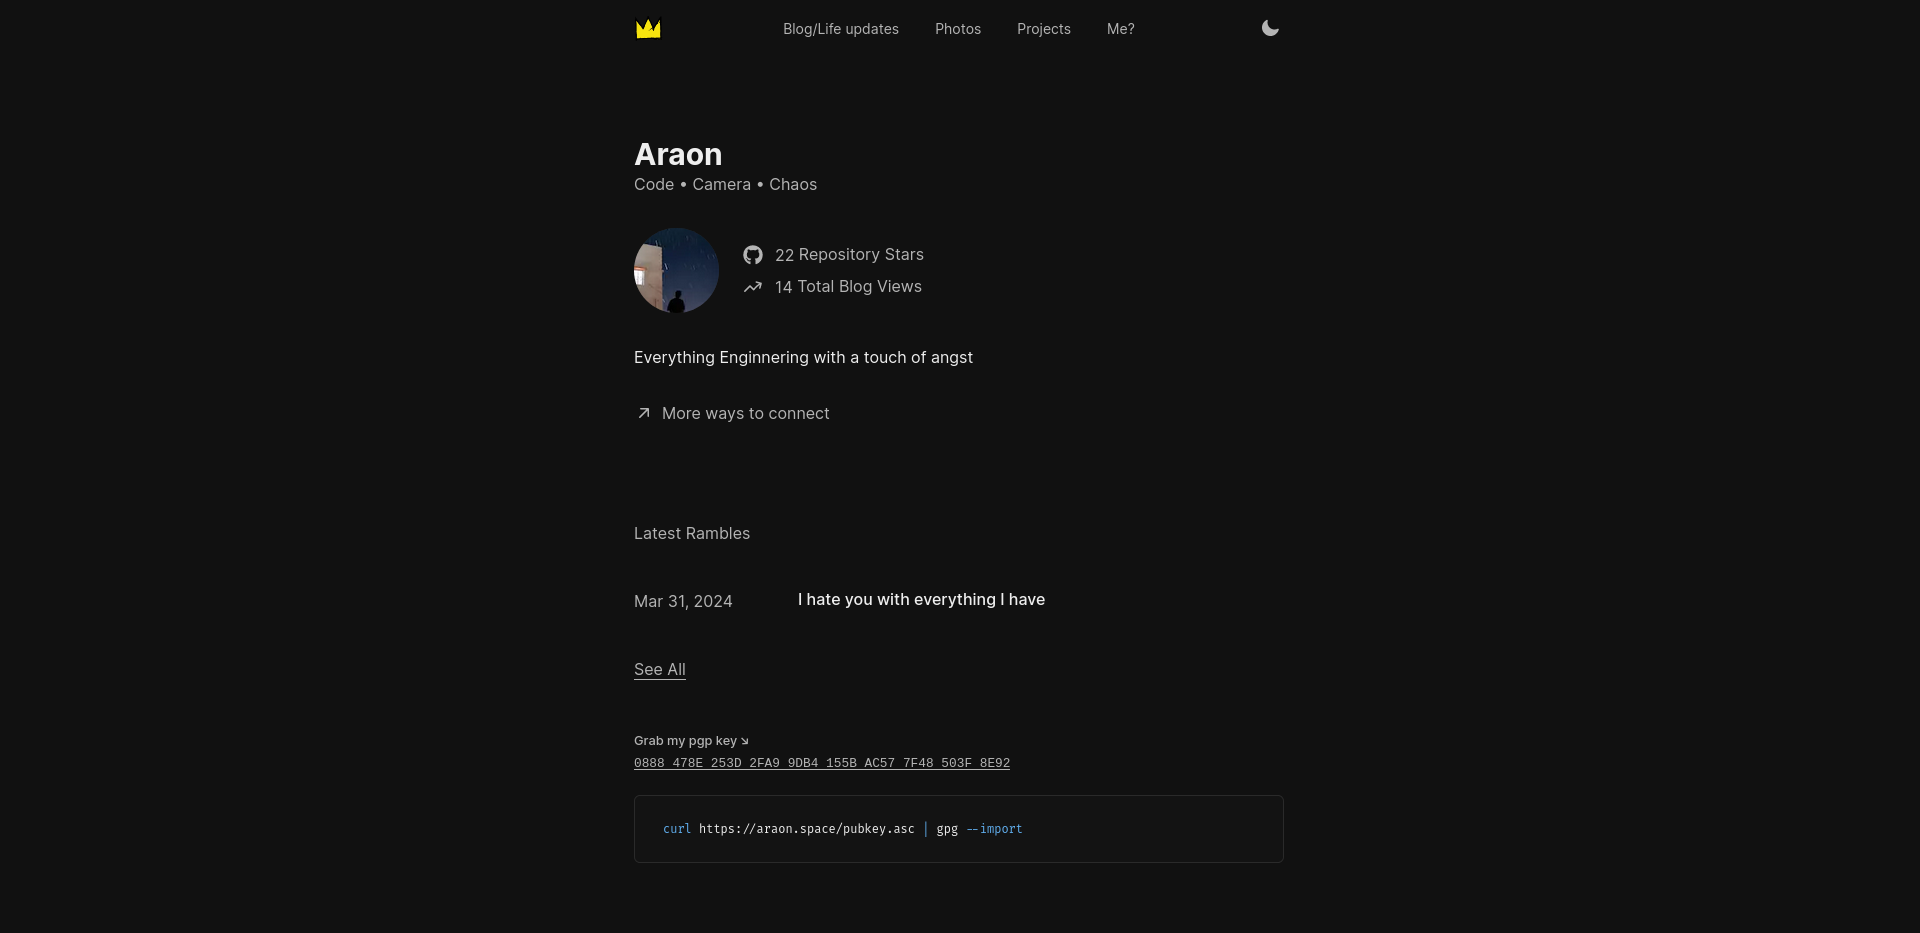 Blog/Life updates Photos Projects Me?
Araon
Code • Camera • Chaos
22 Repository Stars
14 Total Blog Views
Everything Enginnering with a touch of angst
More ways to connect
Latest Rambles
Mar 31, 2024 I hate you with everything I have
See All
Grab my pgp key ↘
0888 478E 253D 2FA9 9DB4 155B AC57 7F48 503F 8E92
curl https://araon.space/pubkey.asc | gpg --import